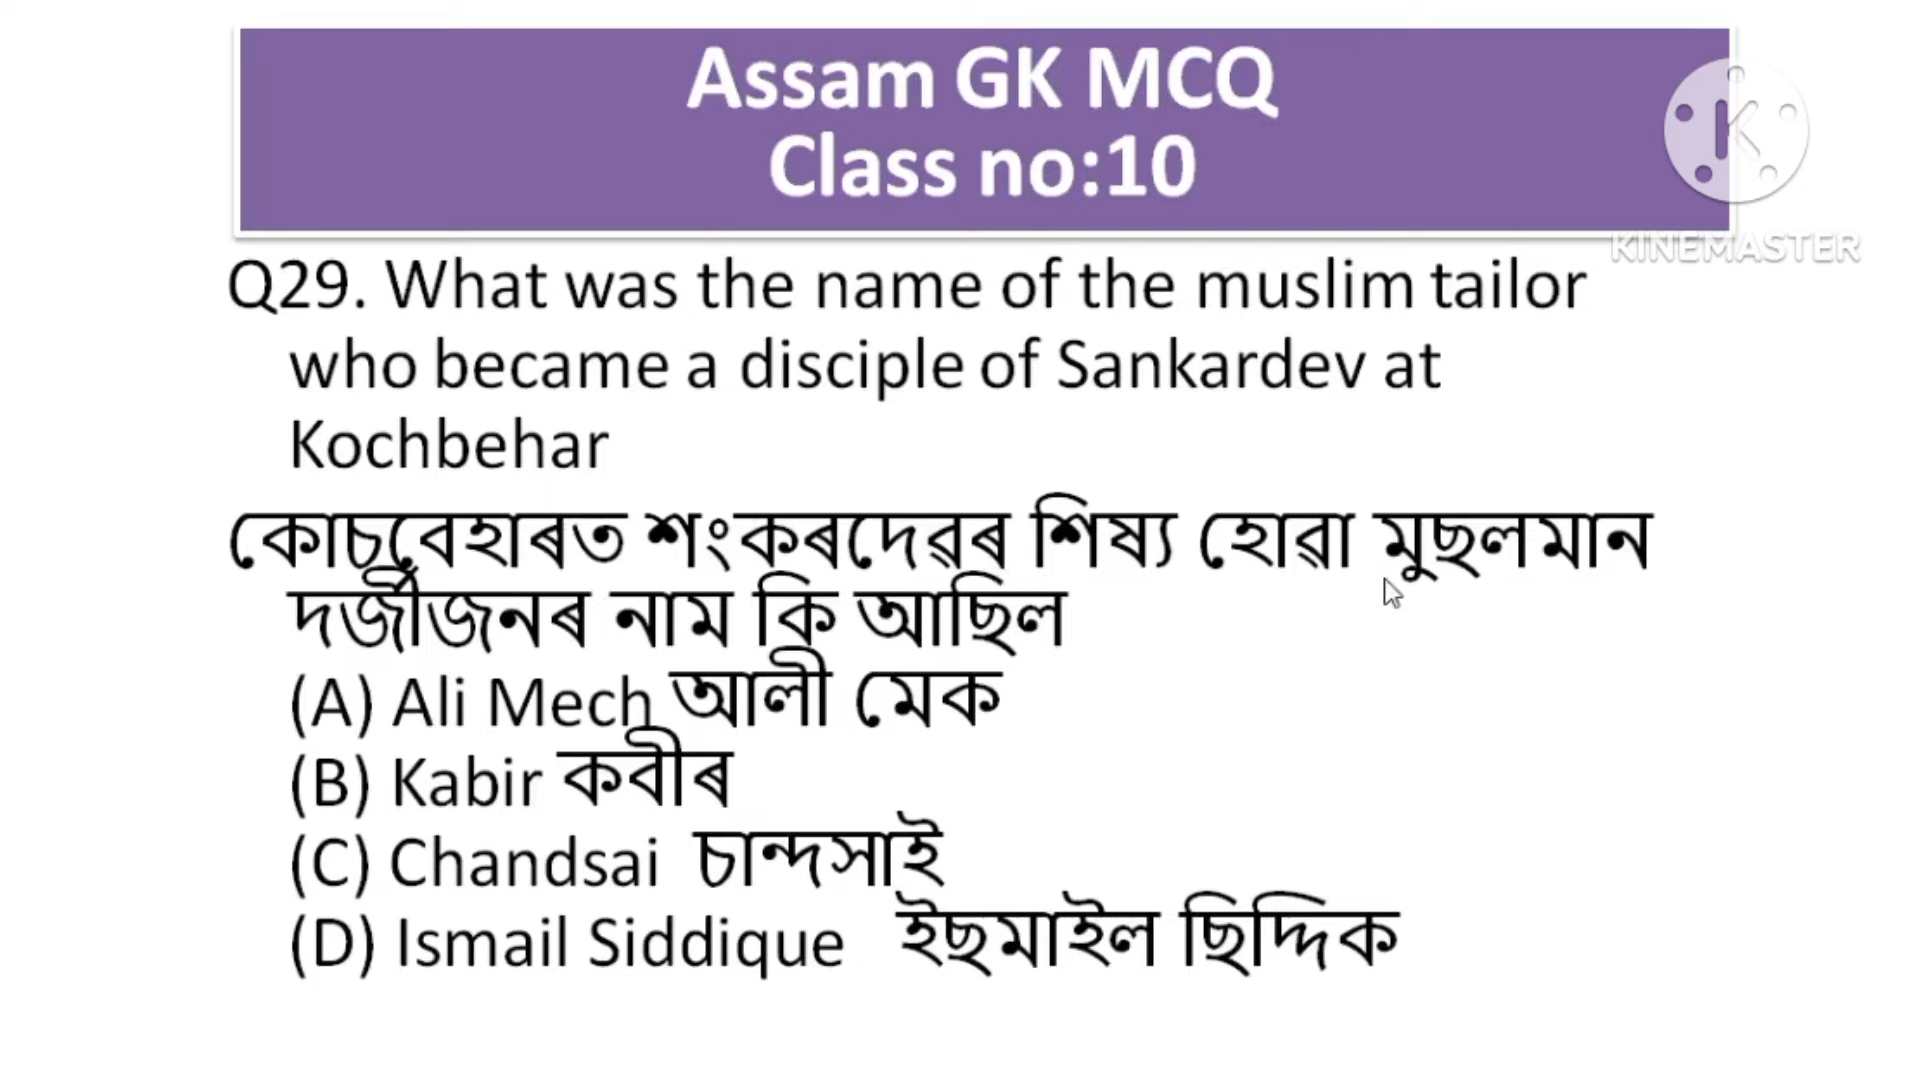 Assam GK MCQ
Class no:10
KINEMASTER
Q29. What was the name of the muslim tailor
who became a disciple of Sankardev at
Kochbehar
কোচবেহাৰত শংকৰদেৱৰ শিষ্য হোৱা মুছলমান
দৰ্জীজনৰ নাম কি আছিল
(A) Ali Mech আলী মেক
(B) Kabir কবীৰ
(C) Chandsai চান্দসাই
(D) Ismail Siddique ইছমাইল ছিদ্দিক